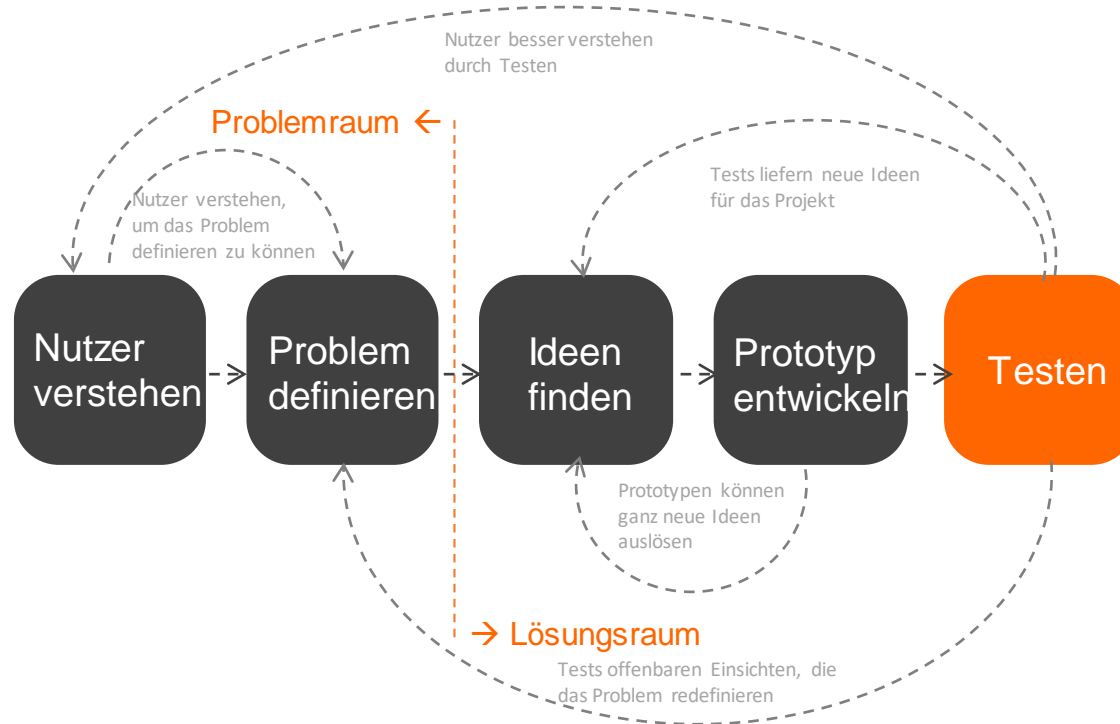 Nutzer besser verstehen
durch Testen
Problemraum ←
Tests liefern neue Ideen
für das Projekt
Nutzer verstehen,
um das Problem
definieren zu können
Nutzer
verstehen
Problem
definieren
Ideen
finden
Prototyp
entwickeln
Testen
Prototypen können
ganz neue Ideen
auslösen
→ Lösungsraum
Tests offenbaren Einsichten, die
das Problem redefinieren